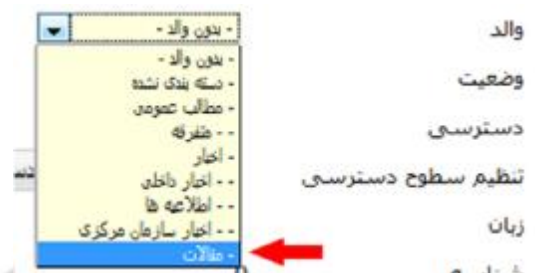 والد
- بدون والد -
- بدون والد -
- دسته بندی نشده
- مطالب عمومی
- - متفرقه
- اخبار
- - اخبار داخلی
- - اطلاعیه ها
- - اخبار سازمان مرکزی
- مقالات
وضعیت
دسترسی
تنظیم سطوح دسترسی
زبان